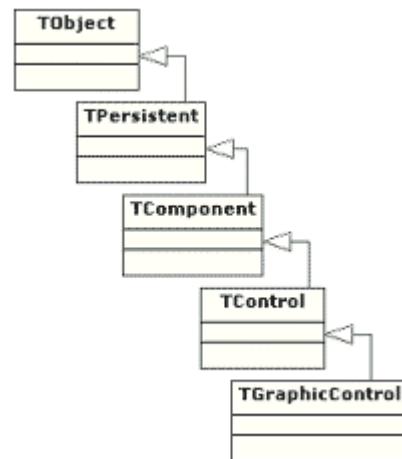 TObject
TPersistent
TComponent
TControl
TGraphicControl